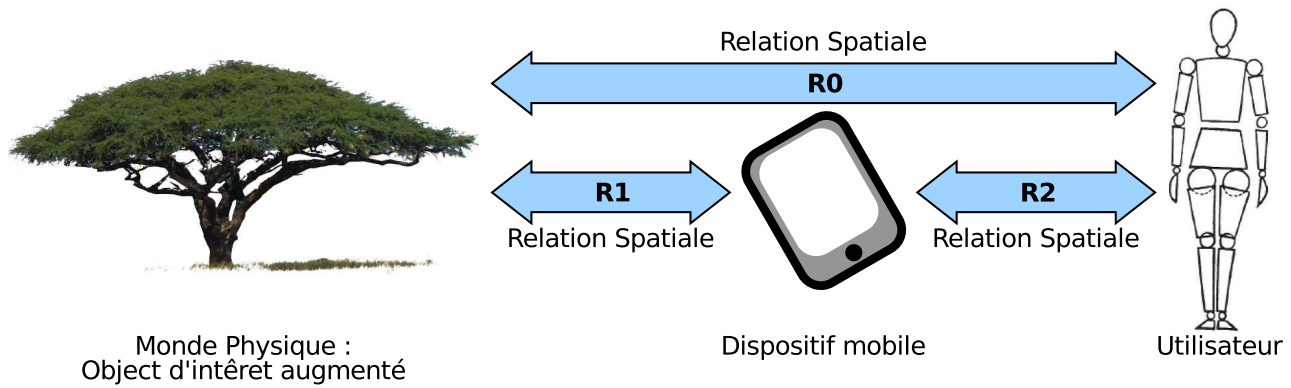 Relation Spatiale
R0
R1
R2
Relation Spatiale
Relation Spatiale
Monde Physique :
Object d'intêret augmenté
Dispositif mobile
Utilisateur